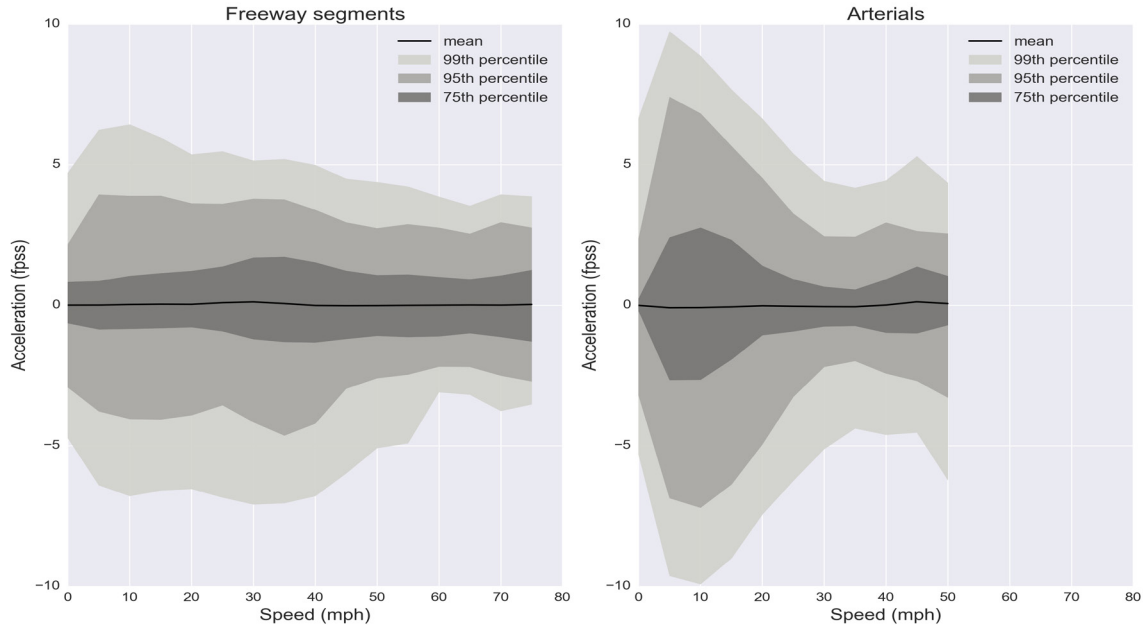 Freeway segments
10
5
0
−5
−10
Acceleration (fpss)
mean
99th percentile
95th percentile
75th percentile
0 10 20 30 40 50 60 70 80
Speed (mph)
Arterials
10
5
0
−5
−10
Acceleration (fpss)
mean
99th percentile
95th percentile
75th percentile
0 10 20 30 40 50 60 70 80
Speed (mph)